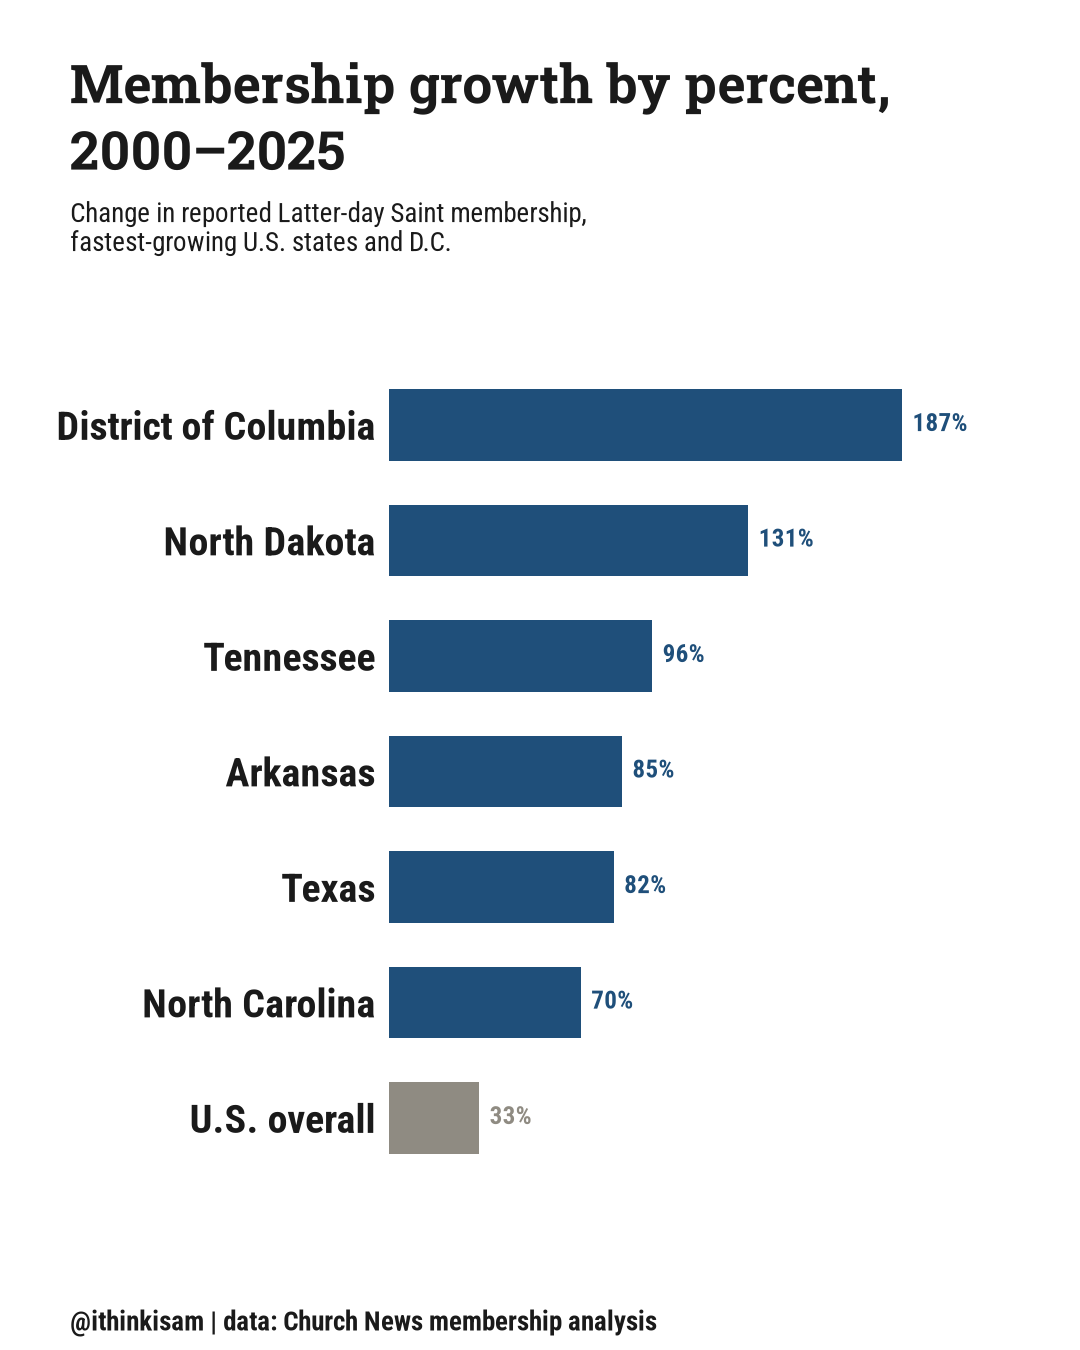 Membership growth by percent,
2000–2025
Change in reported Latter-day Saint membership,
fastest-growing U.S. states and D.C.
District of Columbia 187%
North Dakota 131%
Tennessee 96%
Arkansas 85%
Texas 82%
North Carolina 70%
U.S. overall 33%
@ithinkisam | data: Church News membership analysis